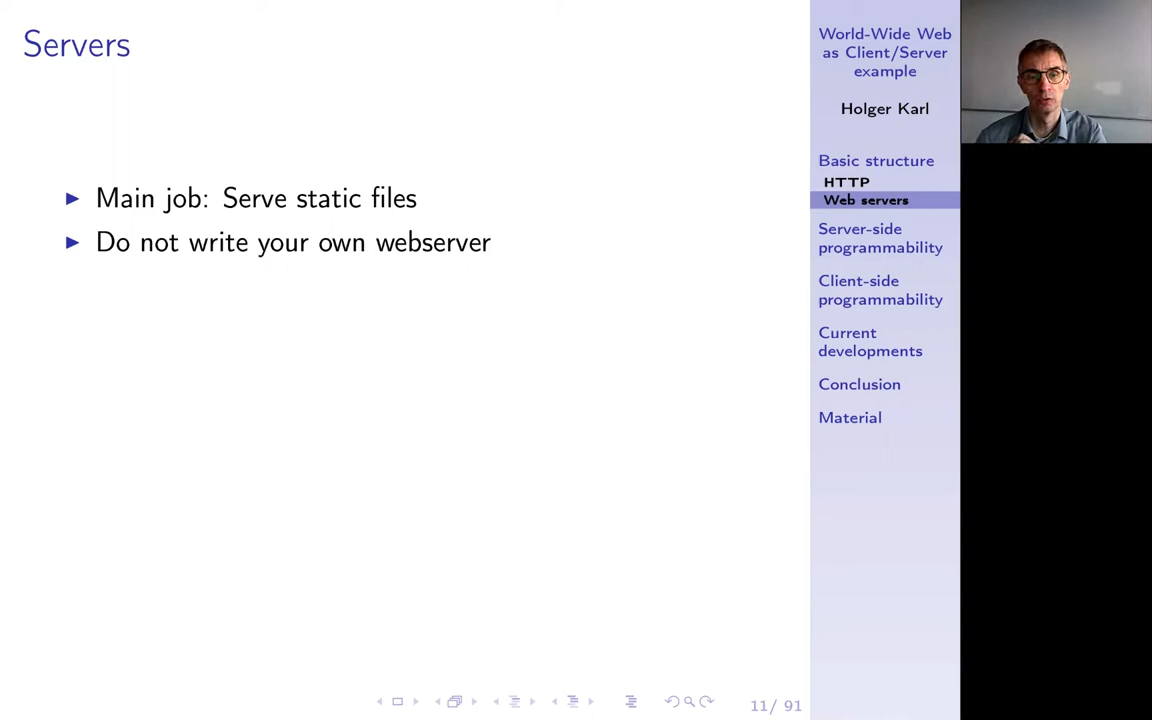 Servers
Main job: Serve static files
Do not write your own webserver
World-Wide Web
as Client/Server
example
Holger Karl
Basic structure
HTTP
Web servers
Server-side
programmability
Client-side
programmability
Current
developments
Conclusion
Material
11/ 91